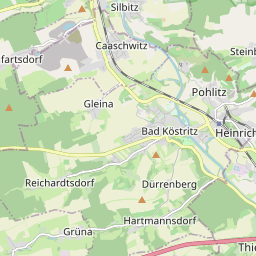 Silbitz
Caaschwitz
Steinb
fartsdorf
Pohlitz
Gleina
Bad Köstritz
Heinrich
Reichardtsdorf
Dürrenberg
Hartmannsdorf
Grüna
Thie